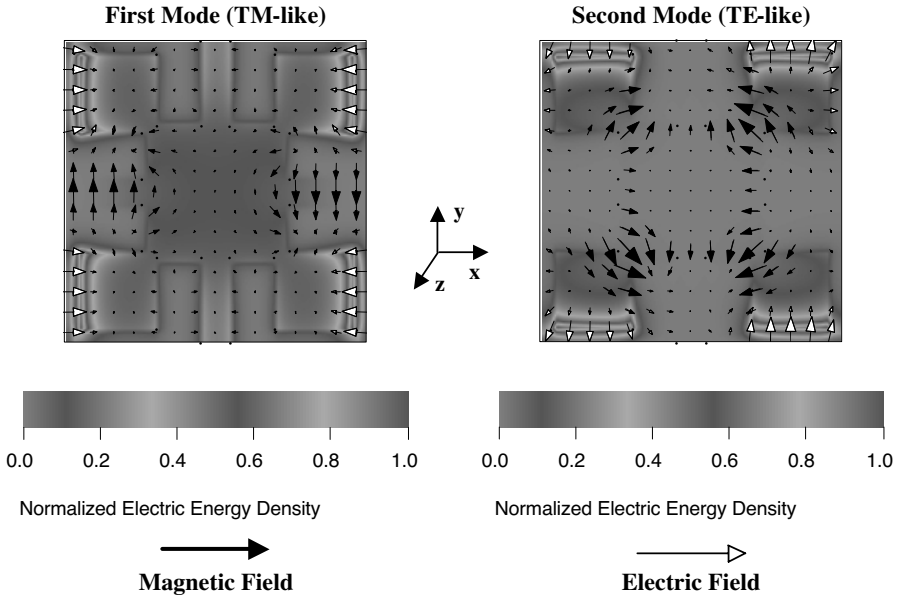 First Mode (TM-like)
Second Mode (TE-like)
y
x
z
0.0 0.2 0.4 0.6 0.8 1.0
0.0 0.2 0.4 0.6 0.8 1.0
Normalized Electric Energy Density
Normalized Electric Energy Density
Magnetic Field
Electric Field